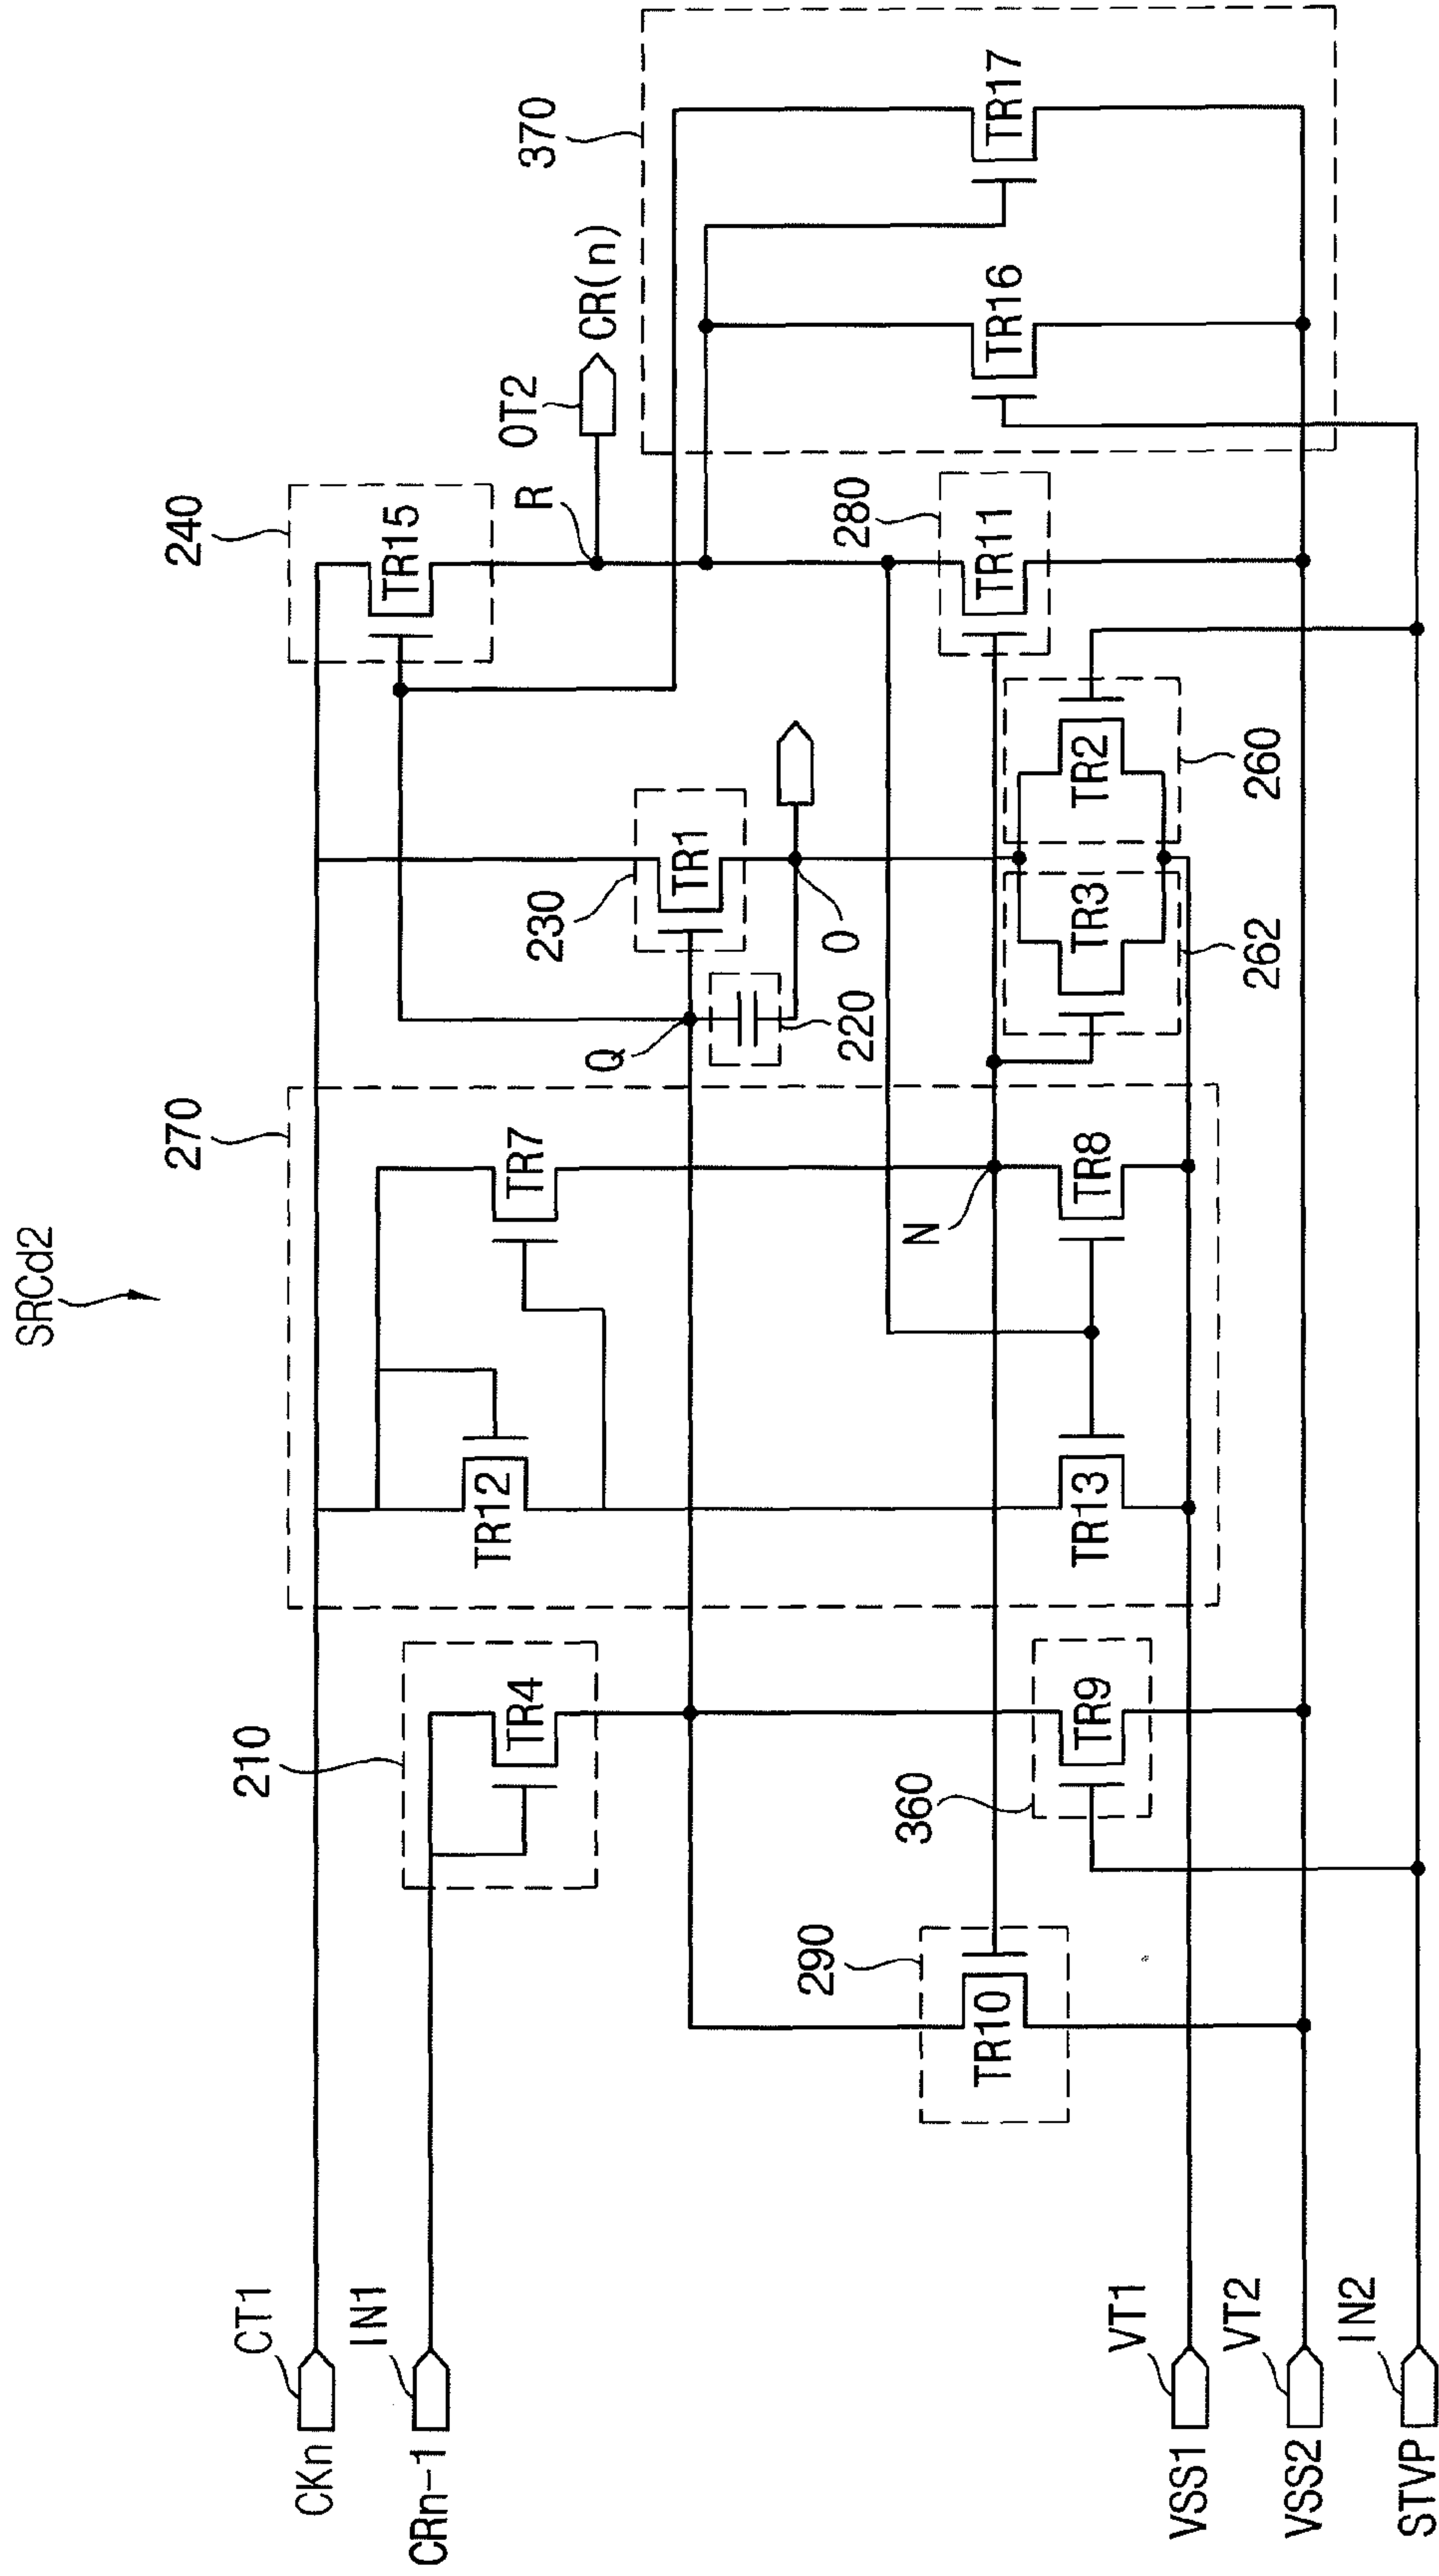 SRCd2
270
240
370
210
CKn
CT1
CRn-1
IN1
TR4
TR12
TR7
TR15
OT2
CR(n)
R
Q
230
TR1
220
O
N
280
TR11
TR16
TR17
290
TR10
360
TR9
TR13
TR8
TR3
TR2
262
260
VSS1
VT1
VSS2
VT2
STVP
IN2